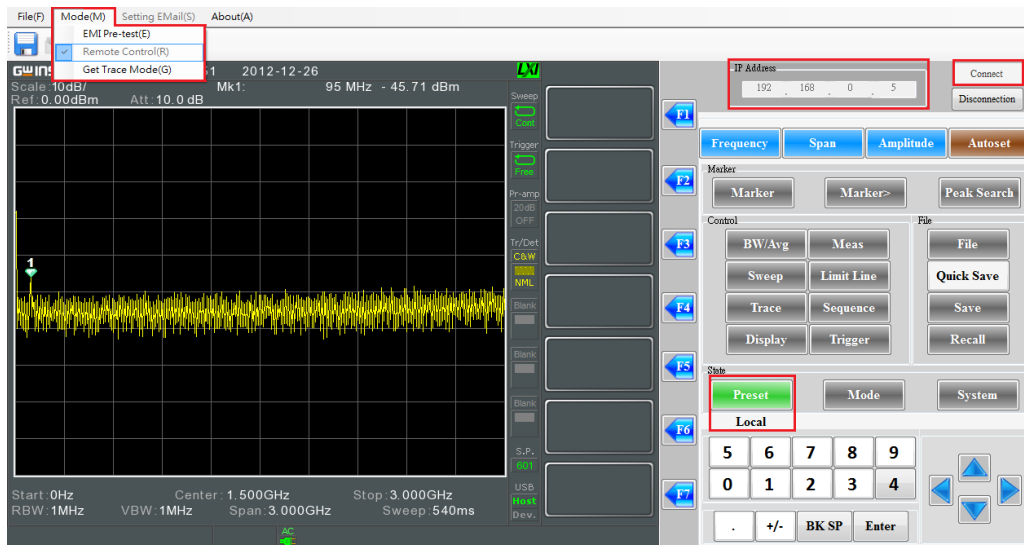 File(F) Mode(M) Setting EMail(S) About(A)
EMI Pre-test(E)
Remote Control(R)
Get Trace Mode(G)
GWINS 1 2012-12-26 LXI
Scale:10dB/ Mk1: 95 MHz - 45.71 dBm
Ref:0.00dBm Att:10.0 dB
1
Sweep
Cont
Trigger
Free
Pr-amp
20dB
OFF
Tr/Det
C&W
NML
Blank
Blank
Blank
S.P.
601
USB
Host
Dev.
Start:0Hz Center:1.500GHz Stop:3.000GHz
RBW:1MHz VBW:1MHz Span:3.000GHz Sweep:540ms
AC
F1
F2
F3
F4
F5
F6
F7
IP Address
192 . 168 . 0 . 5
Connect
Disconnection
Frequency Span Amplitude Autoset
Marker
Marker Marker> Peak Search
Control File
BW/Avg Meas File
Sweep Limit Line Quick Save
Trace Sequence Save
Display Trigger Recall
State
Preset Mode System
Local
5 6 7 8 9
0 1 2 3 4
. +/- BK SP Enter